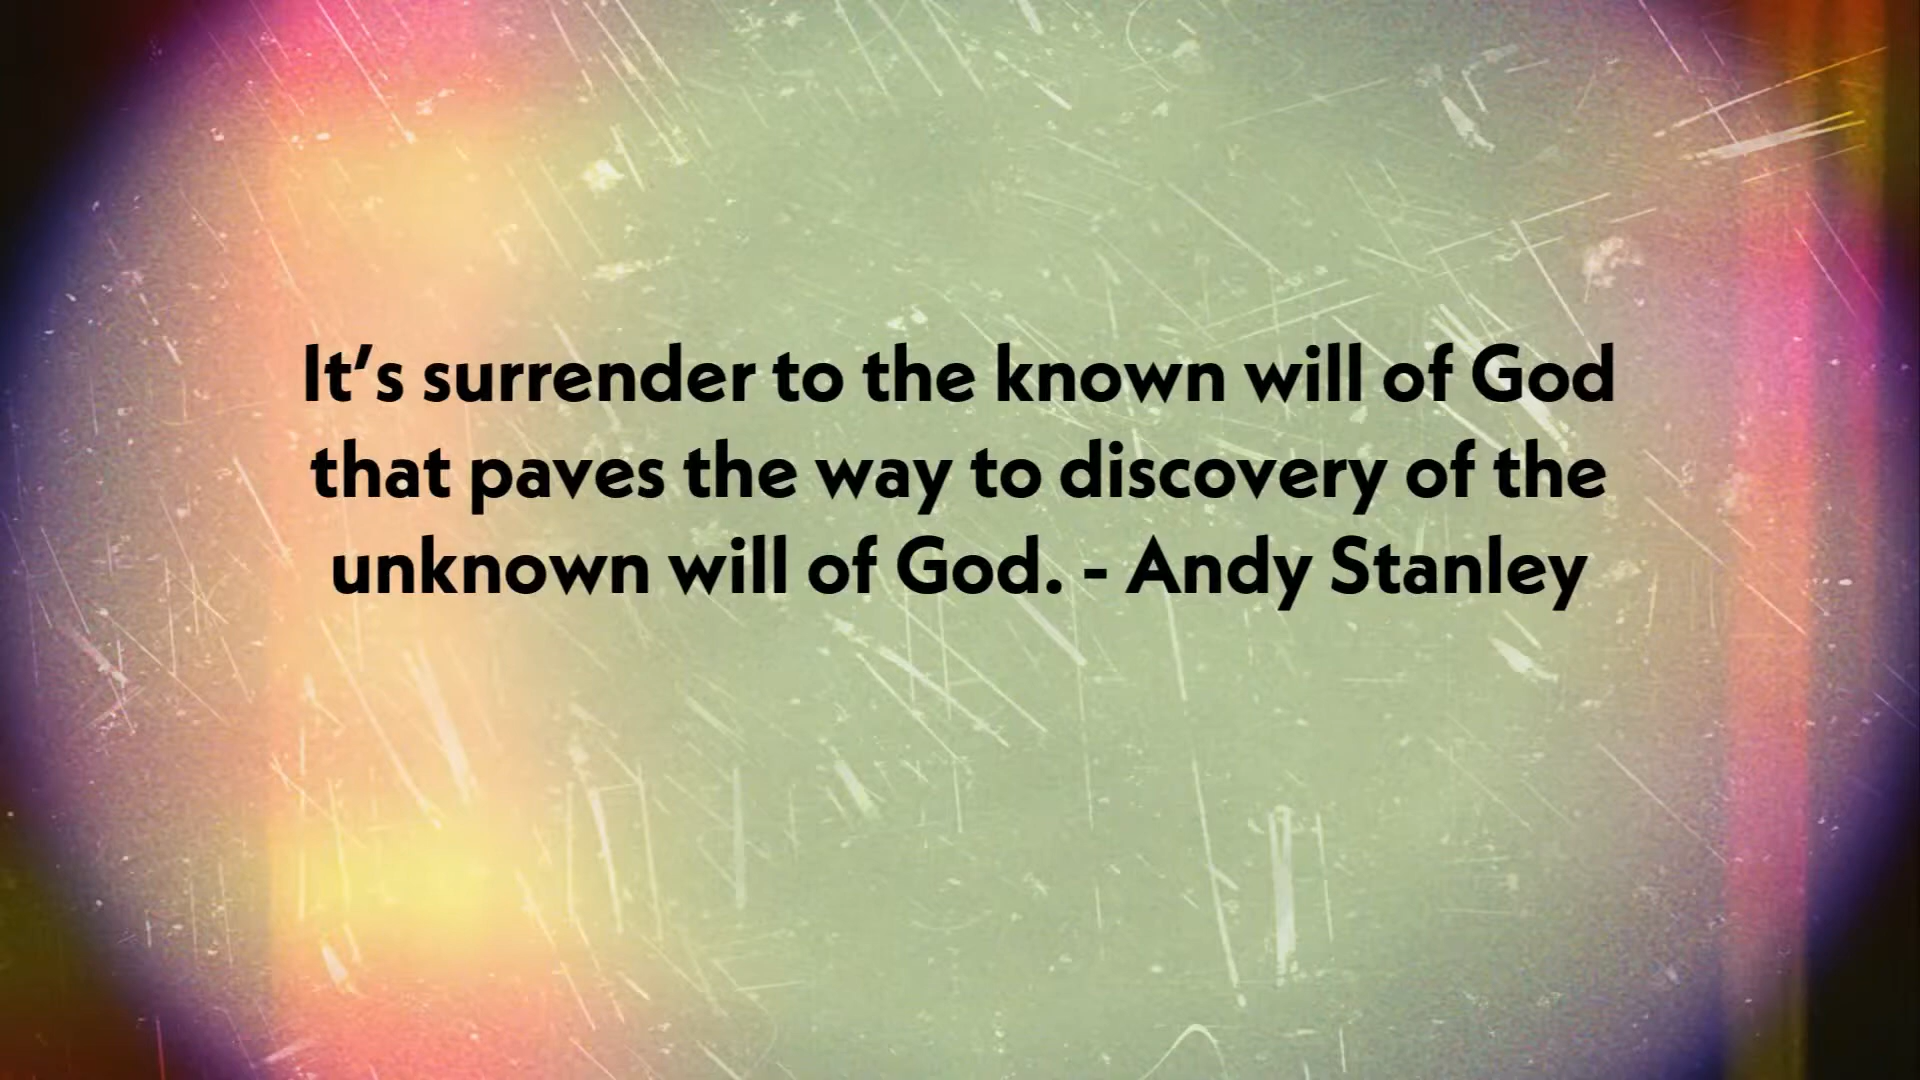 It’s surrender to the known will of God
that paves the way to discovery of the
unknown will of God. - Andy Stanley